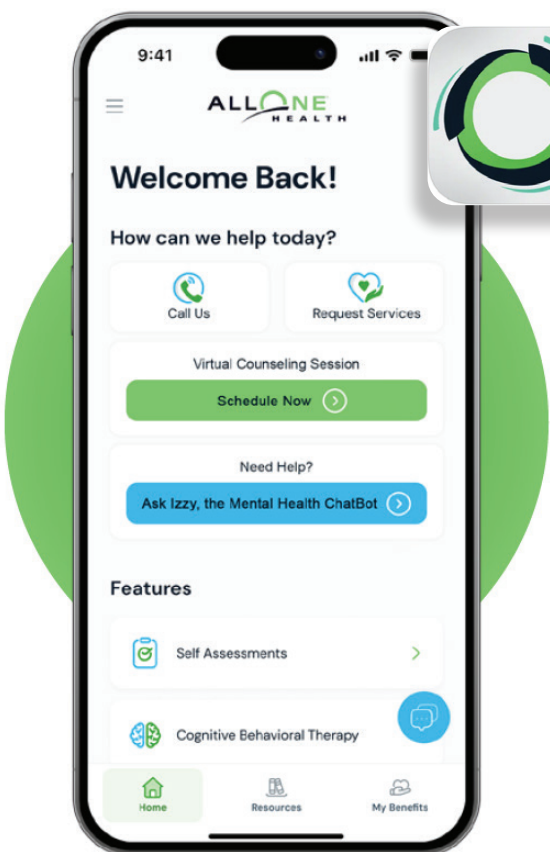 9:41
ALLONE
HEALTH
Welcome Back!
How can we help today?
Call Us
Request Services
Virtual Counseling Session
Schedule Now
Need Help?
Ask Izzy, the Mental Health ChatBot
Features
Self Assessments
Cognitive Behavioral Therapy
Home
Resources
My Benefits